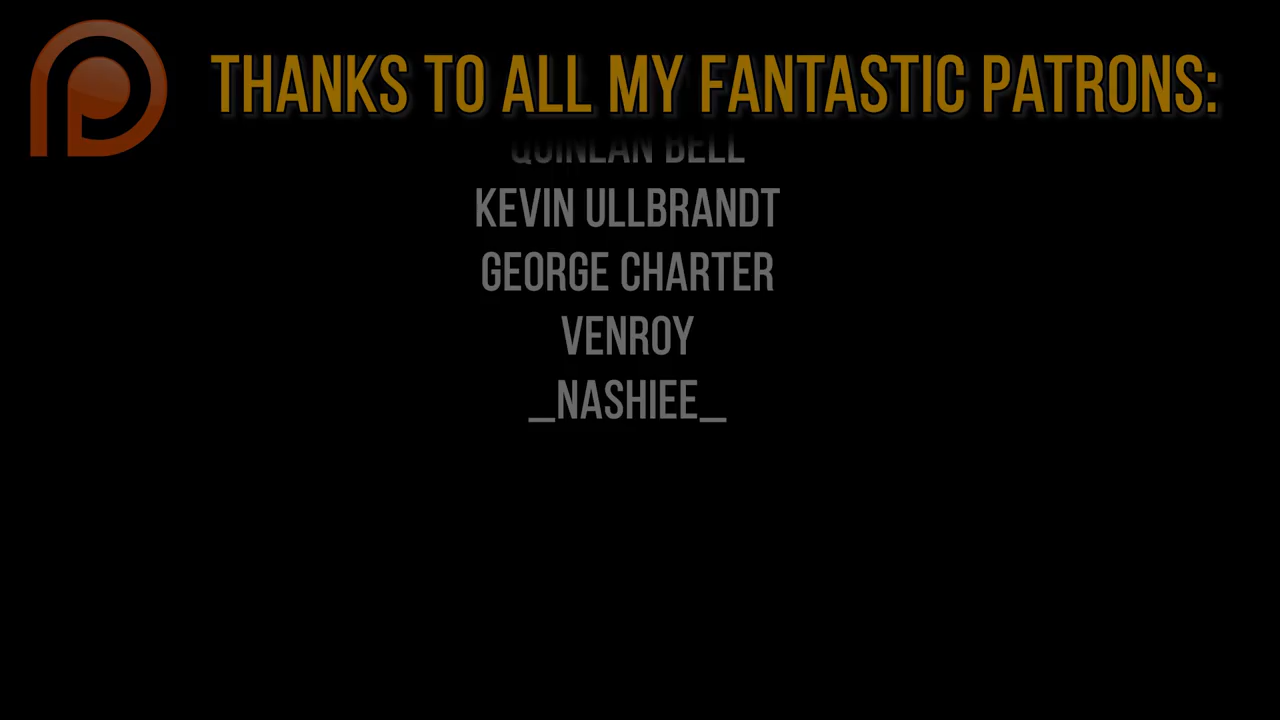 THANKS TO ALL MY FANTASTIC PATRONS:
QUINLAN BELL
KEVIN ULLBRANDT
GEORGE CHARTER
VENROY
_NASHIEE_